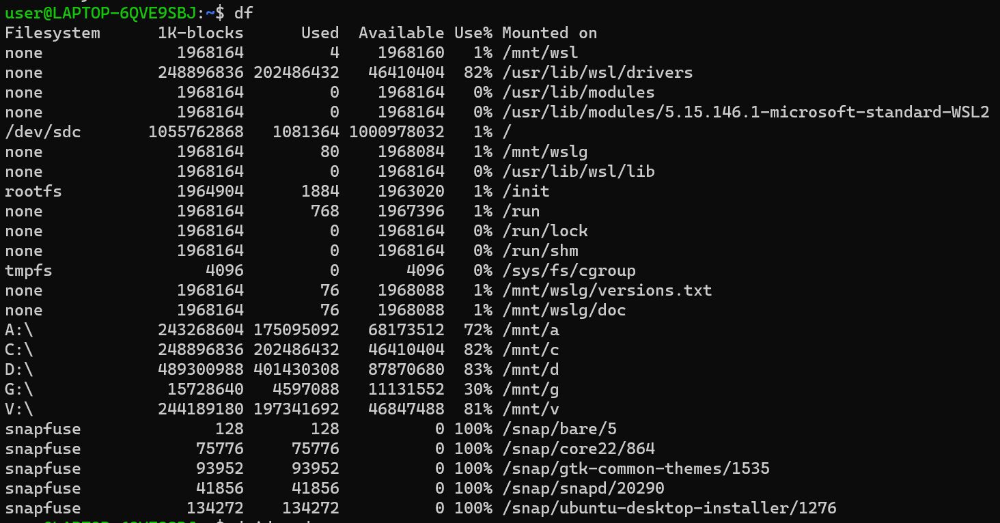 user@LAPTOP-6QVE9SBJ:~$ df
Filesystem      1K-blocks      Used  Available Use% Mounted on
none              1968164         4    1968160   1% /mnt/wsl
none            248896836 202486432   46410404  82% /usr/lib/wsl/drivers
none              1968164         0    1968164   0% /usr/lib/modules
none              1968164         0    1968164   0% /usr/lib/modules/5.15.146.1-microsoft-standard-WSL2
/dev/sdc       1055762868   1081364 1000978032   1% /
none              1968164        80    1968084   1% /mnt/wslg
none              1968164         0    1968164   0% /usr/lib/wsl/lib
rootfs            1964904      1884    1963020   1% /init
none              1968164       768    1967396   1% /run
none              1968164         0    1968164   0% /run/lock
none              1968164         0    1968164   0% /run/shm
tmpfs                4096         0       4096   0% /sys/fs/cgroup
none              1968164        76    1968088   1% /mnt/wslg/versions.txt
none              1968164        76    1968088   1% /mnt/wslg/doc
A:\             243268604 175095092   68173512  72% /mnt/a
C:\             248896836 202486432   46410404  82% /mnt/c
D:\             489300988 401430308   87870680  83% /mnt/d
G:\              15728640   4597088   11131552  30% /mnt/g
V:\             244189180 197341692   46847488  81% /mnt/v
snapfuse              128       128          0 100% /snap/bare/5
snapfuse            75776     75776          0 100% /snap/core22/864
snapfuse            93952     93952          0 100% /snap/gtk-common-themes/1535
snapfuse            41856     41856          0 100% /snap/snapd/20290
snapfuse           134272    134272          0 100% /snap/ubuntu-desktop-installer/1276